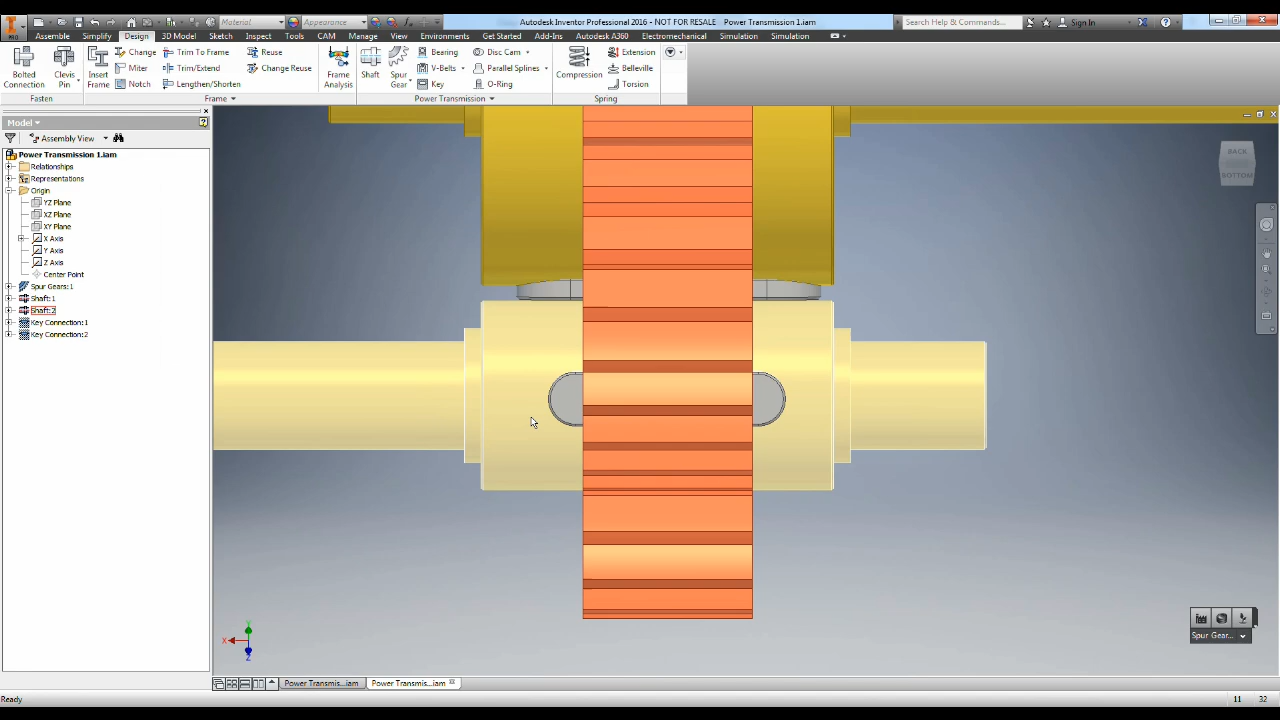 Material
Appearance
Autodesk Inventor Professional 2016 - NOT FOR RESALE Power Transmission 1.iam
Search Help & Commands...
Sign In
PRO
Assembly Simplify Design 3D Model Sketch Inspect Tools CAM Manage View Environments Get Started Add-Ins Autodesk A360 Electromechanical Simulation Simulation
Bolted Connection
Clevis Pin
Insert Frame
Change
Miter
Notch
Trim To Frame
Trim/Extend
Lengthen/Shorten
Reuse
Change Reuse
Frame Analysis
Shaft
Spur Gear
Bearing
V-Belts
Key
Disc Cam
Parallel Splines
O-Ring
Compression
Extension
Belleville
Torsion
Fasten
Frame
Power Transmission
Spring
Model
Assembly View
Power Transmission 1.iam
Relationships
Representations
Origin
YZ Plane
XZ Plane
XY Plane
X Axis
Y Axis
Z Axis
Center Point
Spur Gears:1
Shaft:1
Shaft:2
Key Connection:1
Key Connection:2
BACK
BOTTOM
Y
X
Z
Spur Gear...
Power Transmis...iam
Power Transmis...iam
Ready
11 32